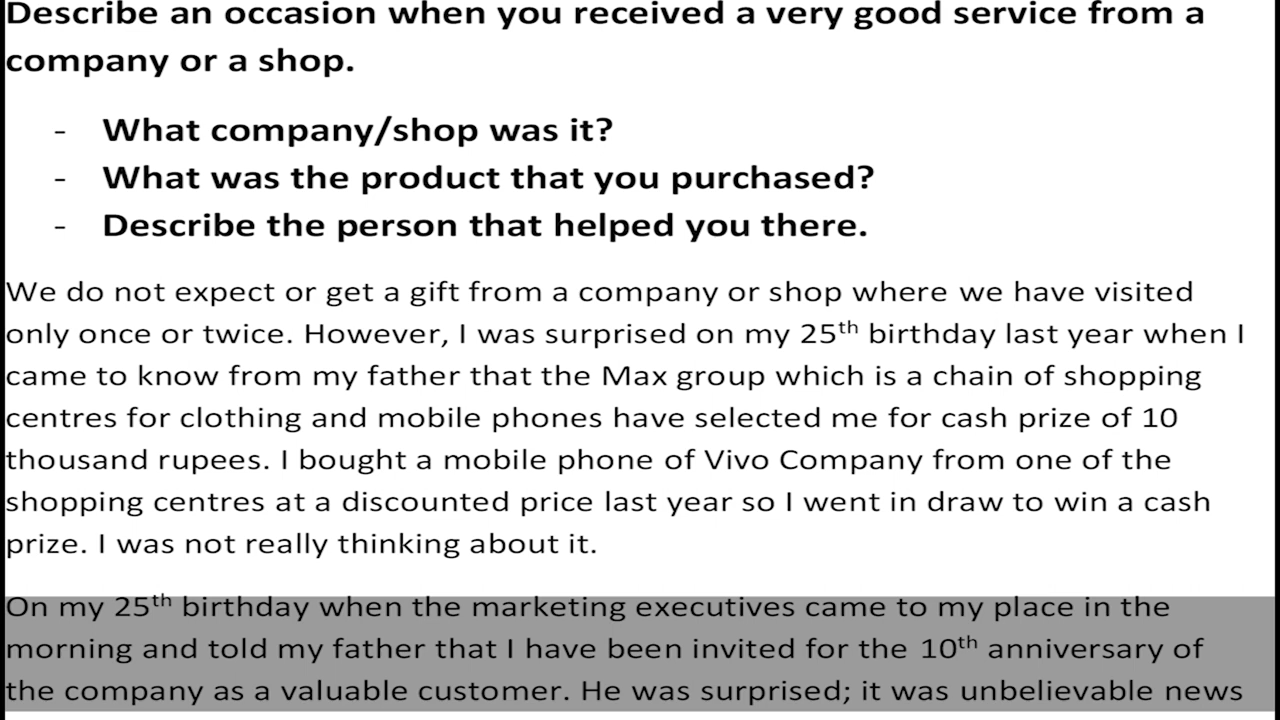 Describe an occasion when you received a very good service from a
company or a shop.
- What company/shop was it?
- What was the product that you purchased?
- Describe the person that helped you there.
We do not expect or get a gift from a company or shop where we have visited
only once or twice. However, I was surprised on my 25th birthday last year when I
came to know from my father that the Max group which is a chain of shopping
centres for clothing and mobile phones have selected me for cash prize of 10
thousand rupees. I bought a mobile phone of Vivo Company from one of the
shopping centres at a discounted price last year so I went in draw to win a cash
prize. I was not really thinking about it.
On my 25th birthday when the marketing executives came to my place in the
morning and told my father that I have been invited for the 10th anniversary of
the company as a valuable customer. He was surprised; it was unbelievable news